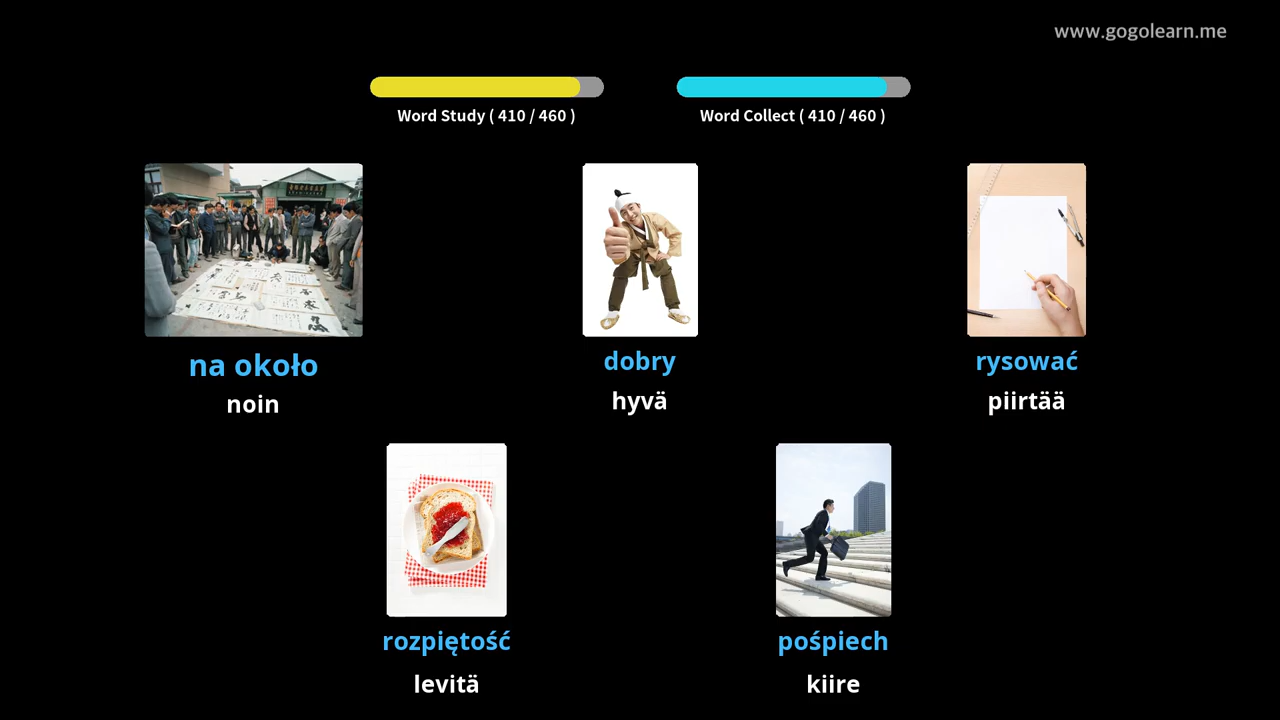 www.gogolearn.me
Word Study ( 410 / 460 )
Word Collect ( 410 / 460 )
na około
noin
dobry
hyvä
rysować
piirtää
rozpiętość
levitä
pośpiech
kiire